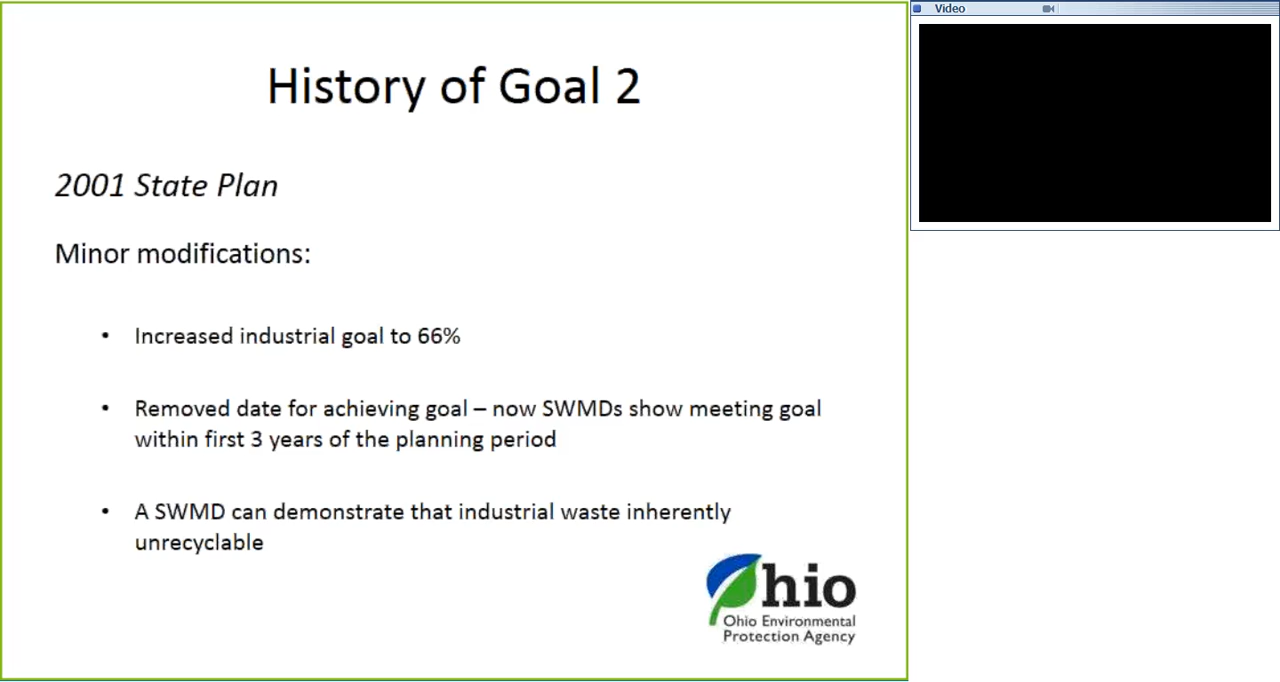 History of Goal 2
2001 State Plan
Minor modifications:
• Increased industrial goal to 66%
• Removed date for achieving goal – now SWMDs show meeting goal
within first 3 years of the planning period
• A SWMD can demonstrate that industrial waste inherently
unrecyclable
Ohio
Ohio Environmental
Protection Agency
Video